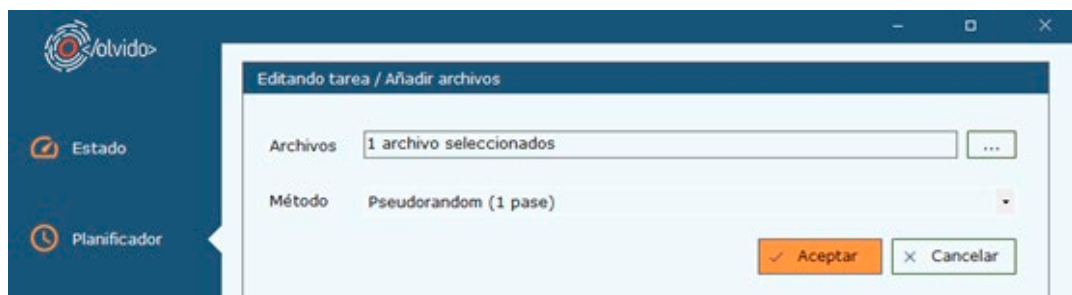 </olvido>
Editando tarea / Añadir archivos
Archivos 1 archivo seleccionados ...
Estado
Método Pseudorandom (1 pase)
Planificador
Aceptar Cancelar